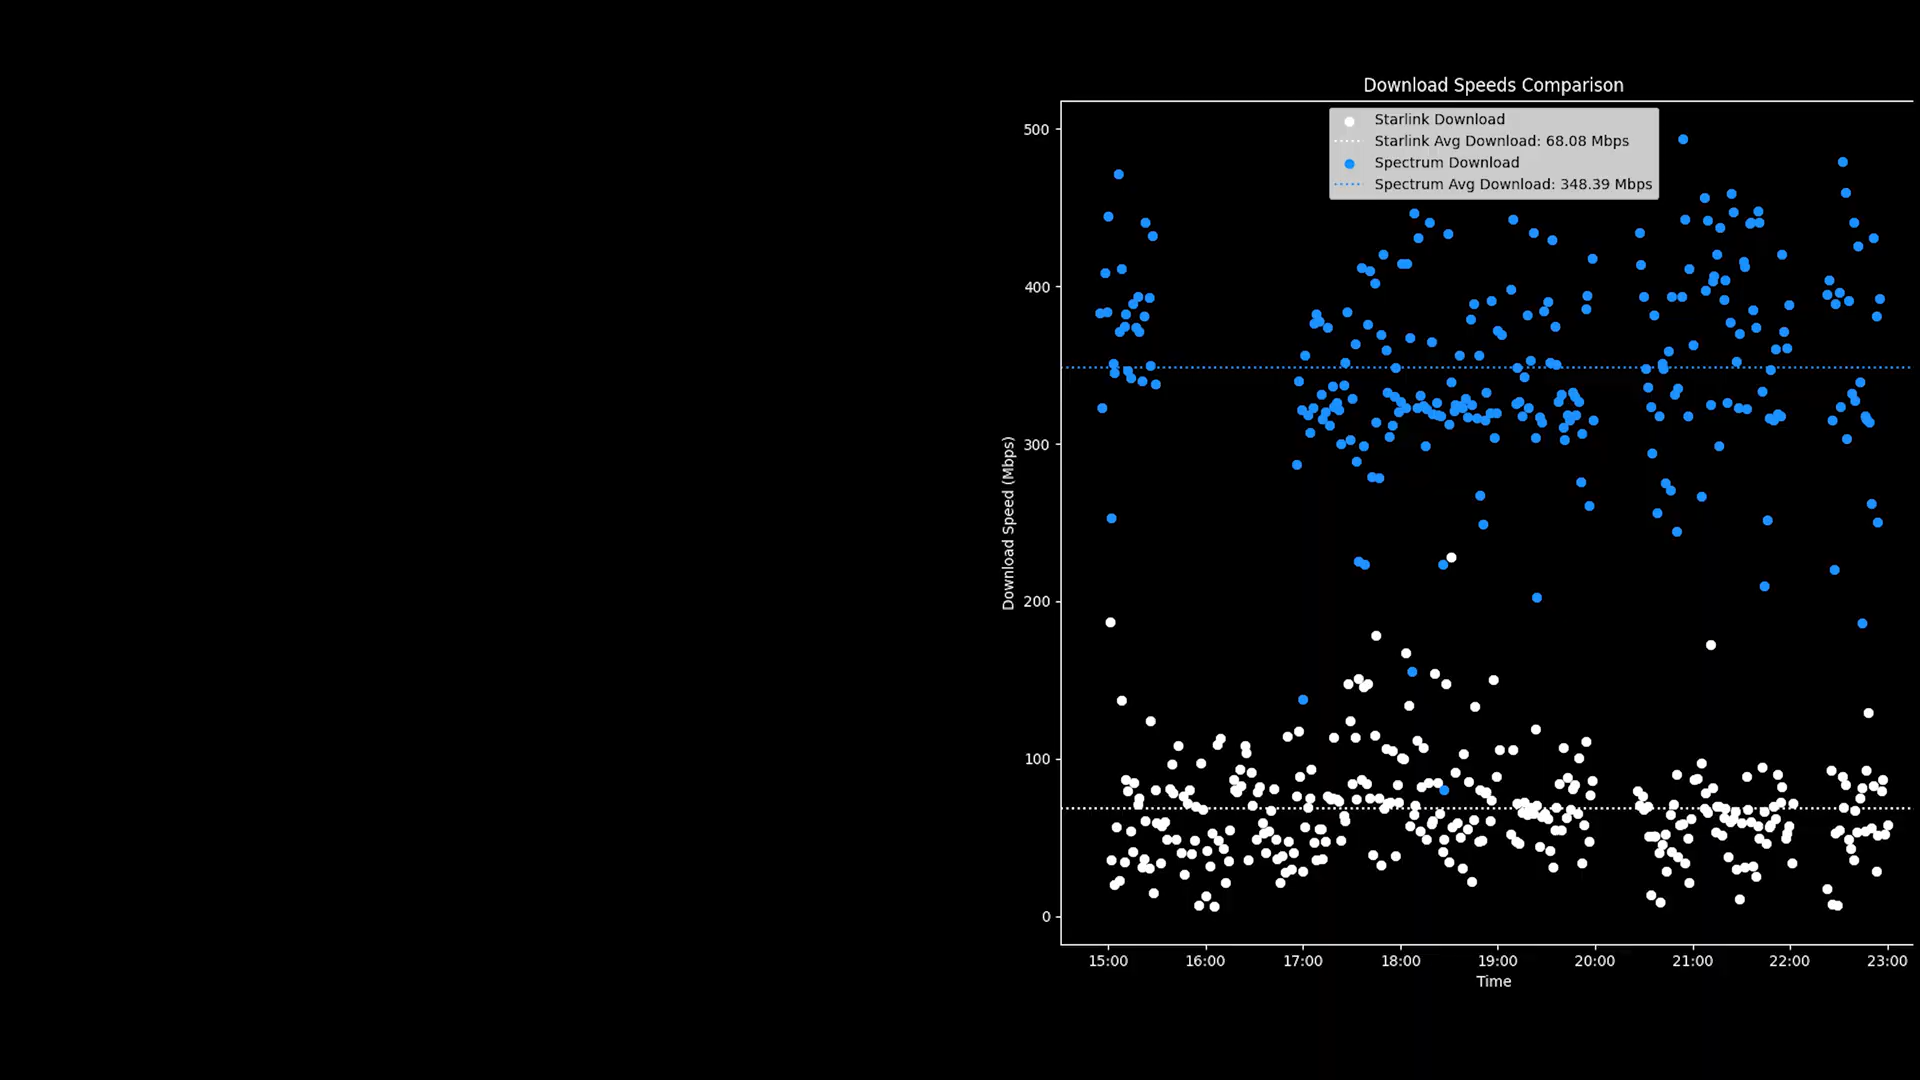 Download Speeds Comparison
Starlink Download
Starlink Avg Download: 68.08 Mbps
Spectrum Download
Spectrum Avg Download: 348.39 Mbps
Download Speed (Mbps)
500
400
300
200
100
0
15:00 16:00 17:00 18:00 19:00 20:00 21:00 22:00 23:00
Time